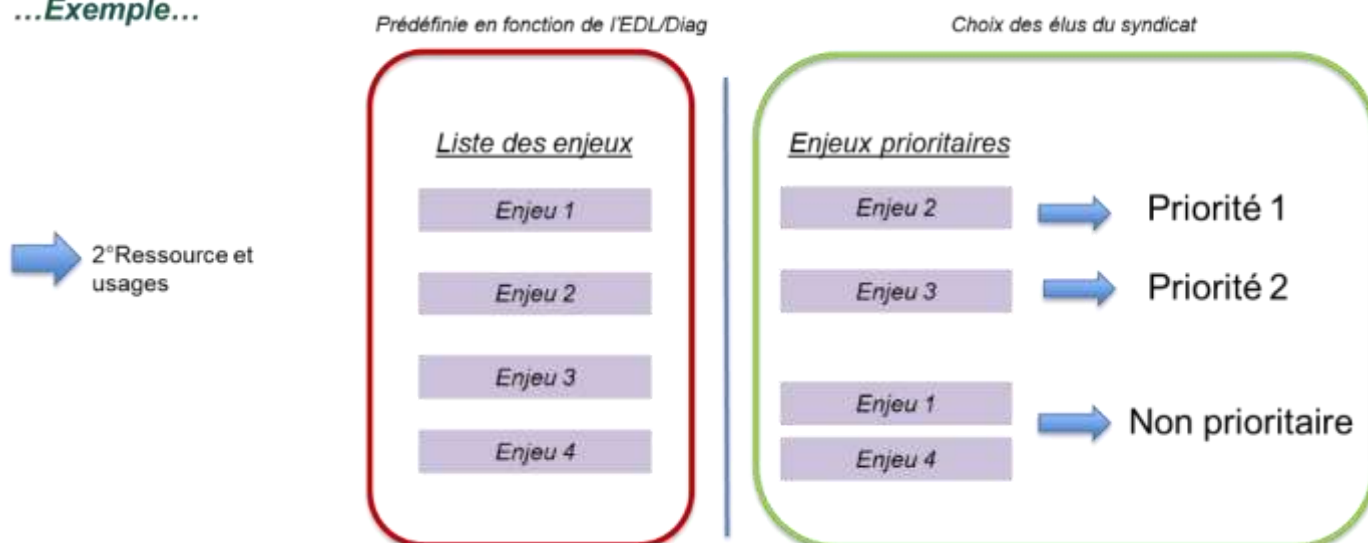 ...Exemple...
Prédéfinie en fonction de l'EDL/Diag
Choix des élus du syndicat
2°Ressource et
usages
Liste des enjeux
Enjeu 1
Enjeu 2
Enjeu 3
Enjeu 4
Enjeux prioritaires
Enjeu 2
Priorité 1
Enjeu 3
Priorité 2
Enjeu 1
Enjeu 4
Non prioritaire